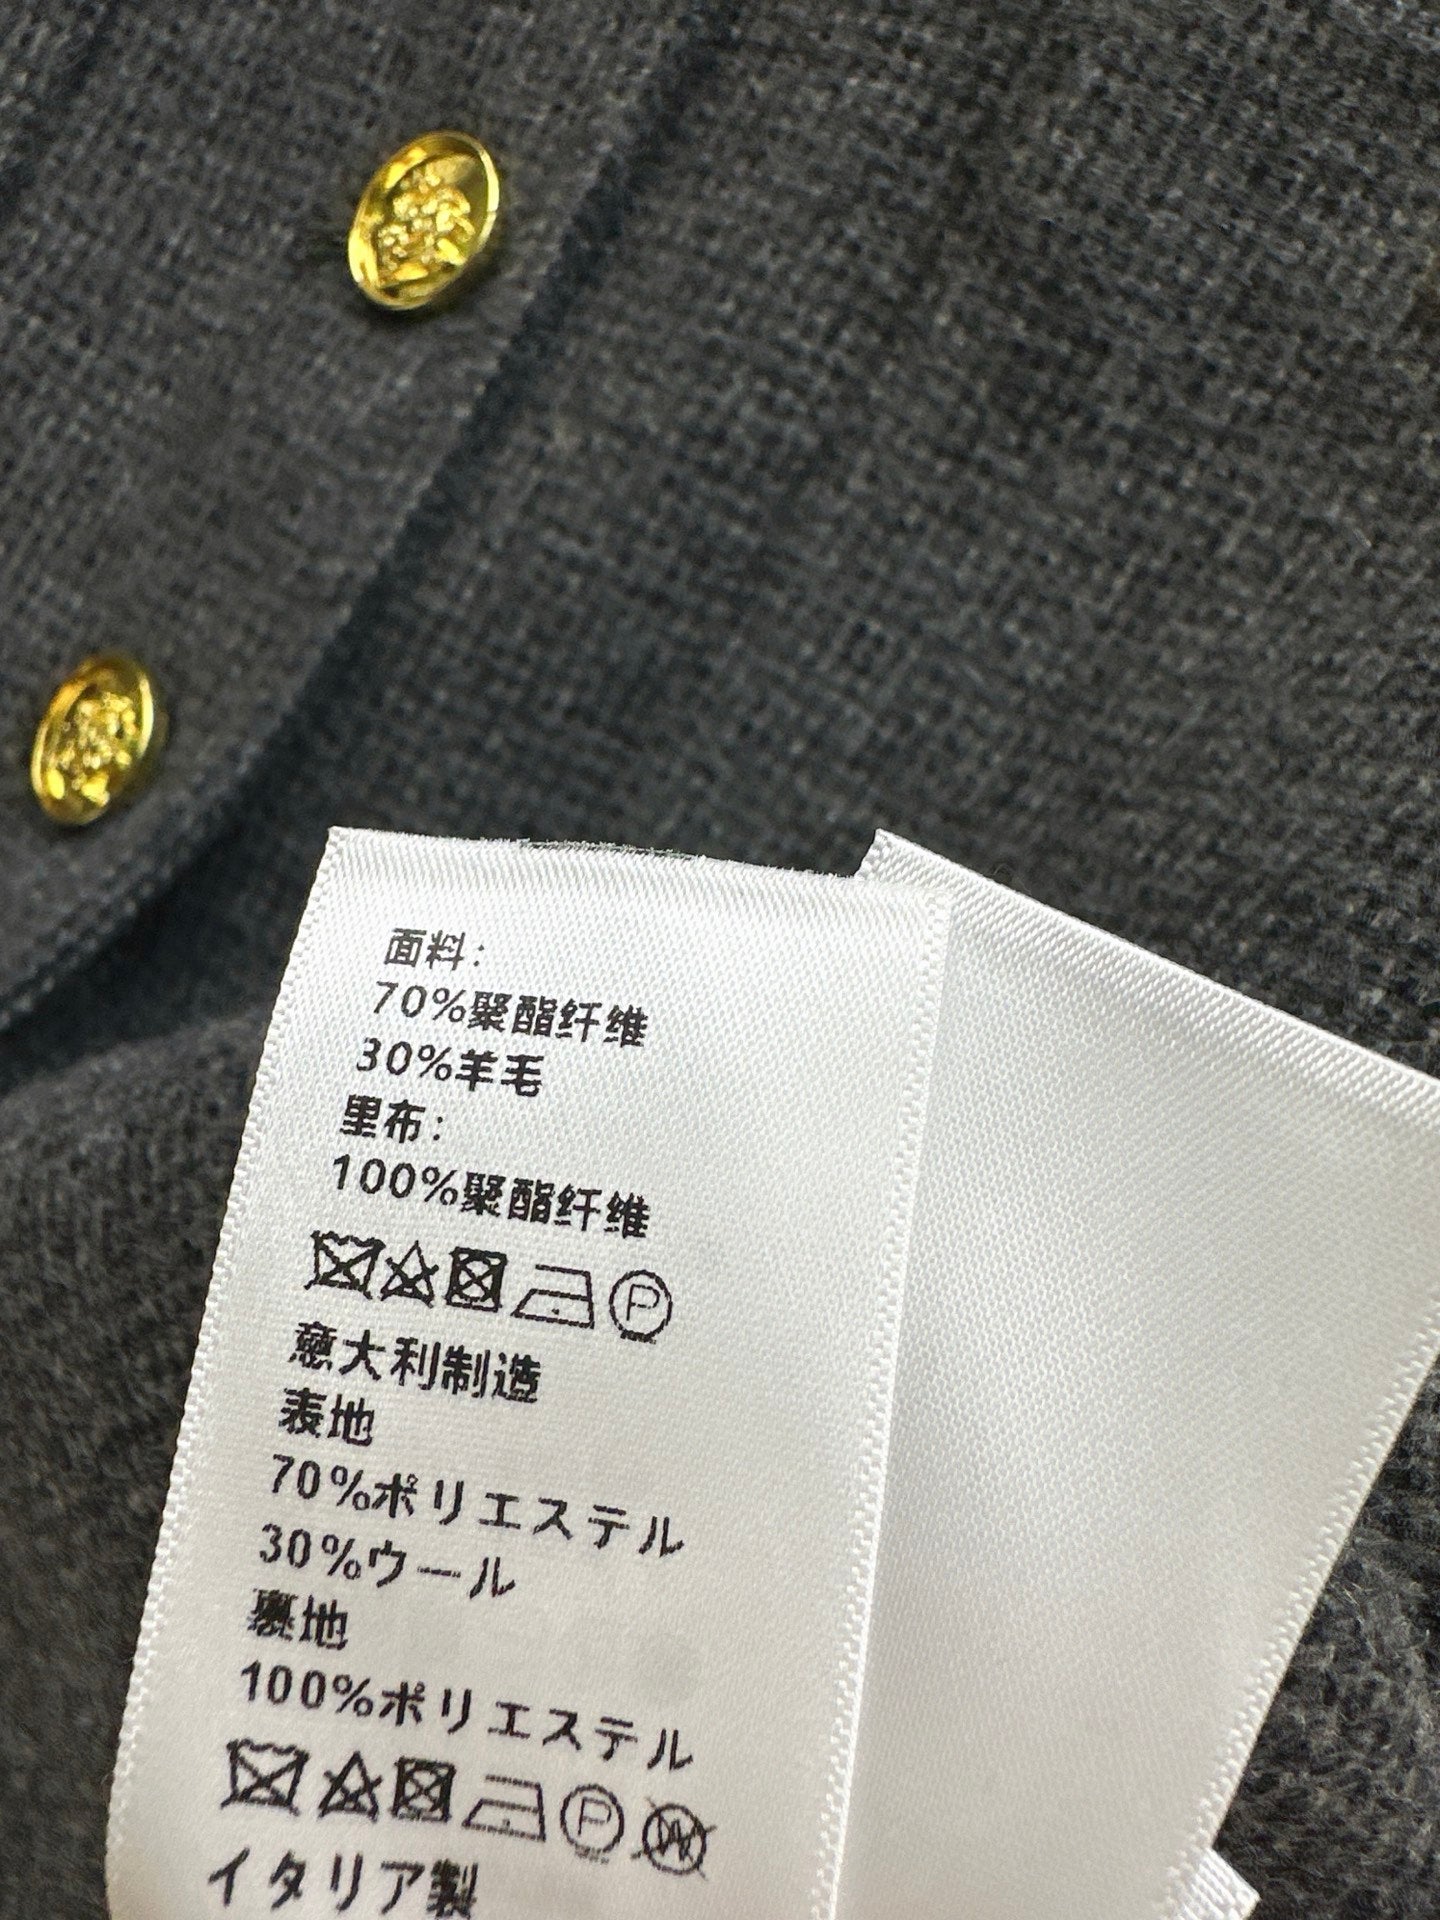 面料:
70%聚酯纤维
30%羊毛
里布:
100%聚酯纤维
P
意大利制造
表地
70%ポリエステル
30%ウール
裏地
100%ポリエステル
P W
イタリア製